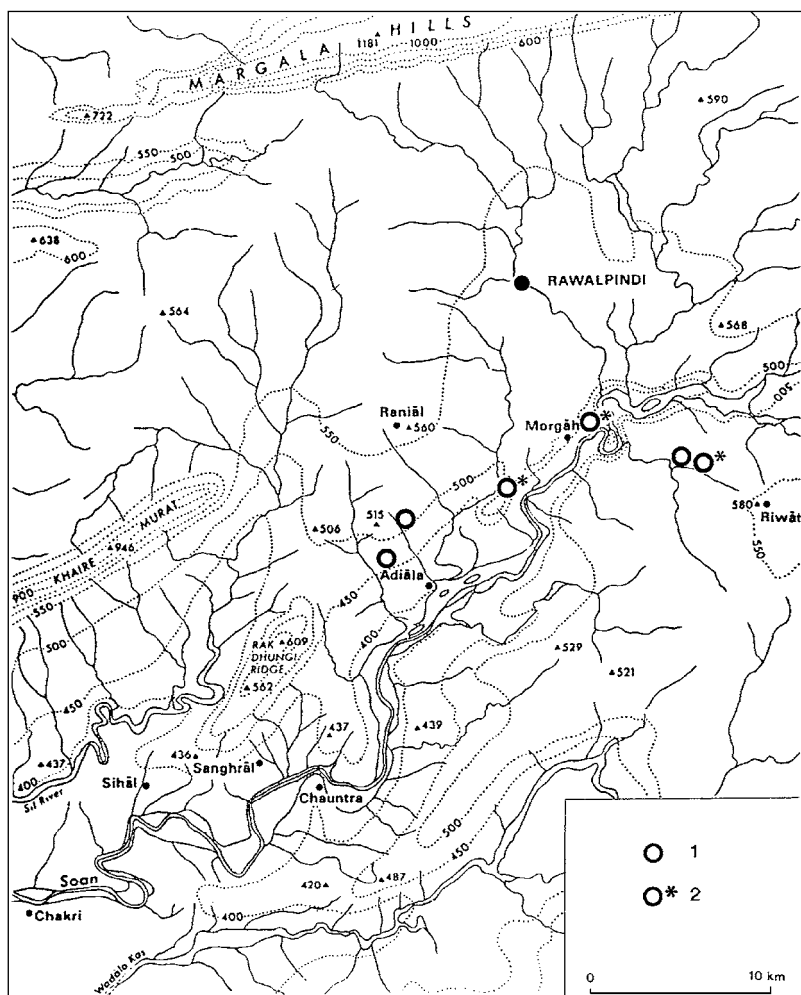 MARGALA HILLS
1181
1000
600
722
590
550
500
638
600
RAWALPINDI
564
568
500
500
Raniāl
560
550
Morgāh
*
500
*
*
515
506
580
Riwāt
550
KHAIRE MURAT
946
900
550
Adiāla
450
500
400
RAK DHUNGI RIDGE
609
529
521
562
450
437
439
436
Sanghrāl
437
400
Sihāl
Sil River
Chauntra
500
450
Soan
420
487
400
Chakri
Wadala Kas
1
* 2
0 10 km